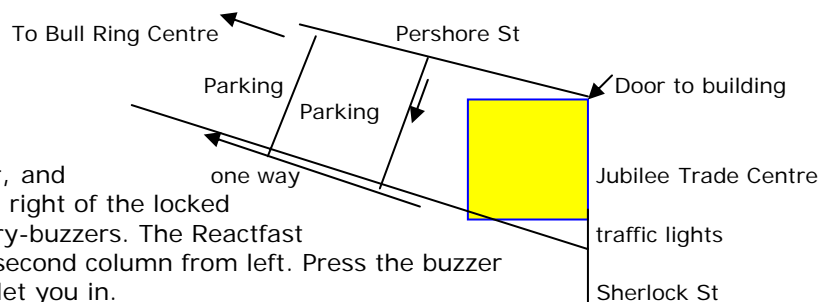 To Bull Ring Centre
Pershore St
Parking
Door to building
Parking
, and
one way
Jubilee Trade Centre
right of the locked
ry-buzzers. The Reactfast
traffic lights
second column from left. Press the buzzer
let you in.
Sherlock St